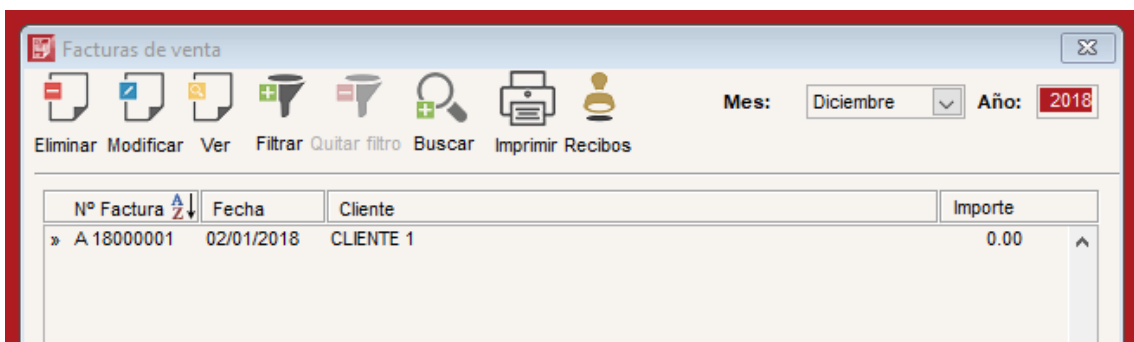 Facturas de venta
Mes: Diciembre Año: 2018
Eliminar Modificar Ver Filtrar Quitar filtro Buscar Imprimir Recibos
Nº Factura AZ Fecha Cliente Importe
» A 18000001 02/01/2018 CLIENTE 1 0.00